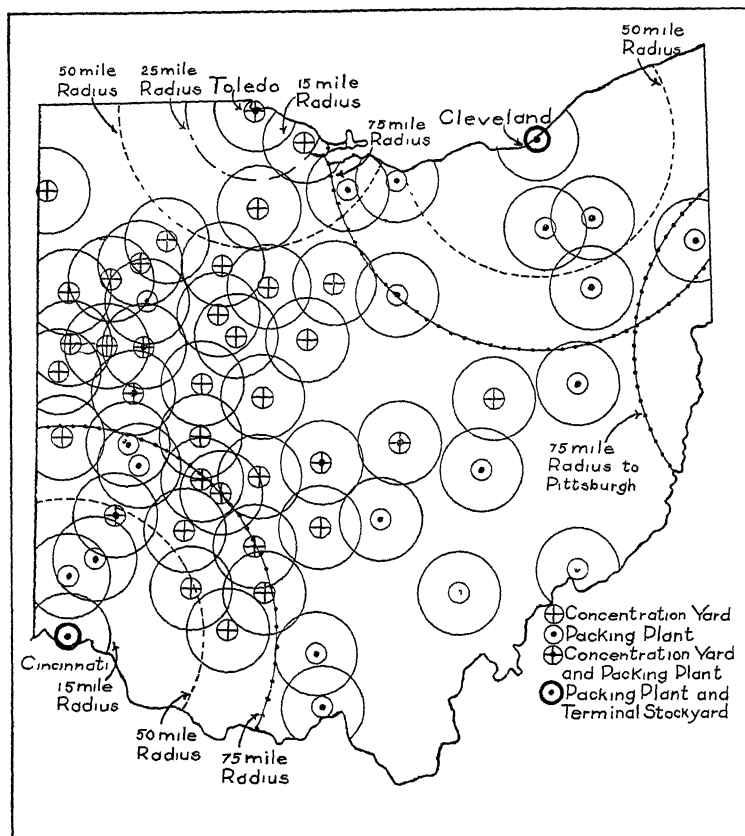 50 mile
Radius
25 mile
Radius
Toledo
15 mile
Radius
75 mile
Radius
Cleveland
50 mile
Radius
75 mile
Radius to
Pittsburgh
Cincinnati
15 mile
Radius
50 mile
Radius
75 mile
Radius
Concentration Yard
Packing Plant
Concentration Yard
and Packing Plant
Packing Plant and
Terminal Stockyard